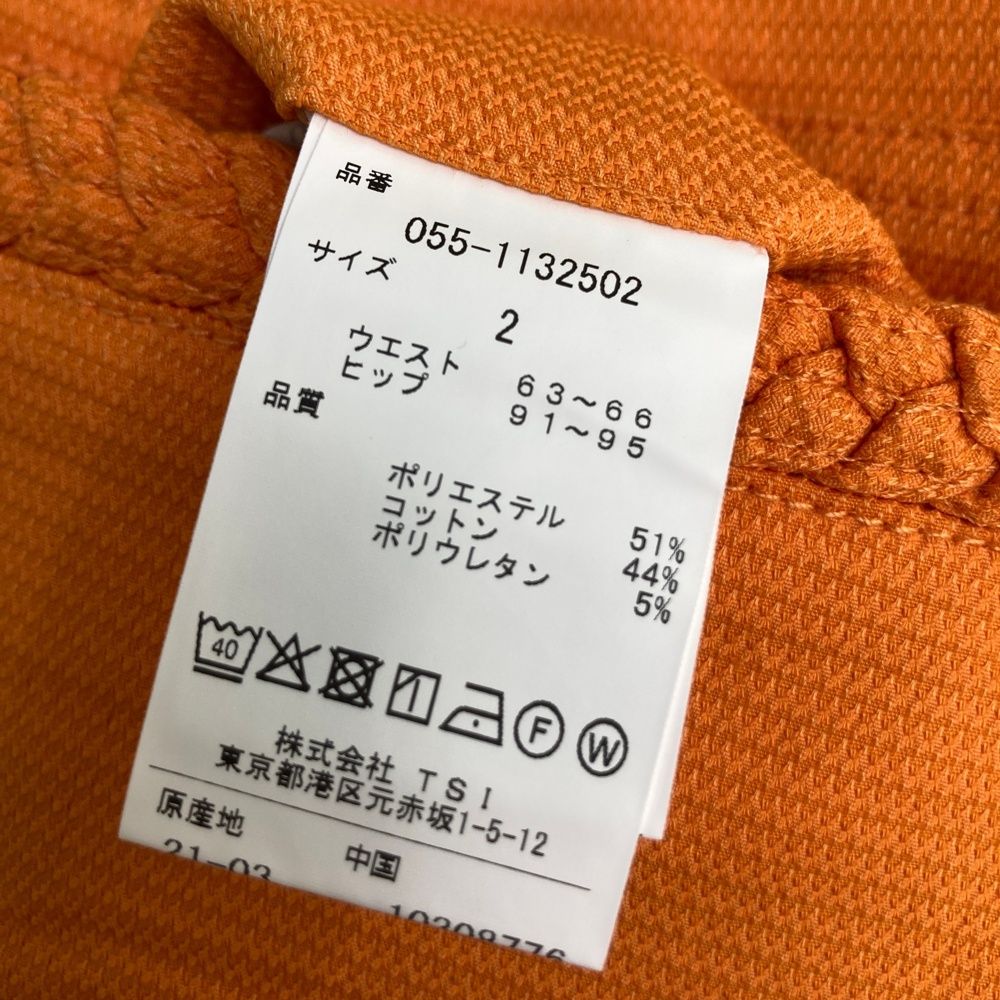 品番
055-1132502
サイズ
2
ウエスト 63~66
ヒップ 91~95
品質
ポリエステル 51%
コットン 44%
ポリウレタン 5%
40
F W
株式会社 TSI
東京都港区元赤坂1-5-12
原産地
中国
21-03
10308776